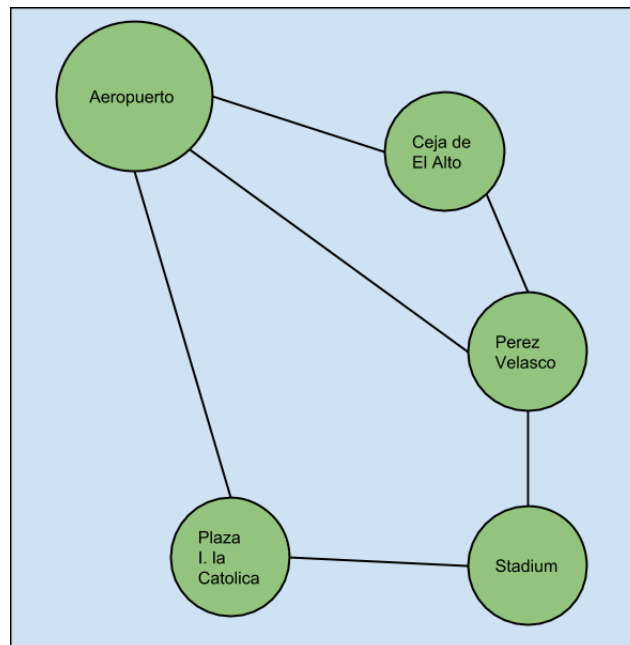 Aeropuerto
Ceja de
El Alto
Perez
Velasco
Plaza
I. la
Catolica
Stadium